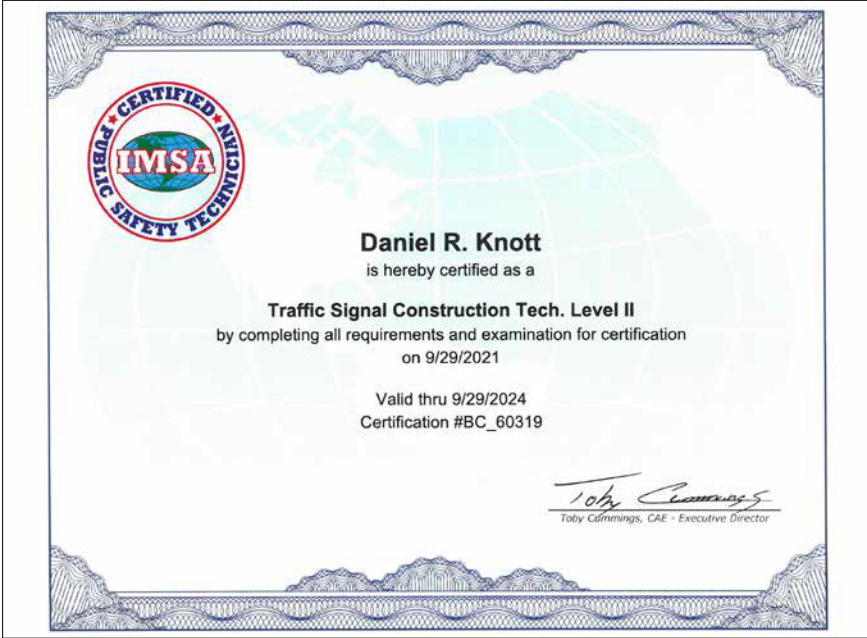 CERTIFIED
PUBLIC SAFETY TECHNICIAN
IMSA
Daniel R. Knott
is hereby certified as a
Traffic Signal Construction Tech. Level II
by completing all requirements and examination for certification
on 9/29/2021
Valid thru 9/29/2024
Certification #BC_60319
Toby Cummings
Toby Cummings, CAE - Executive Director